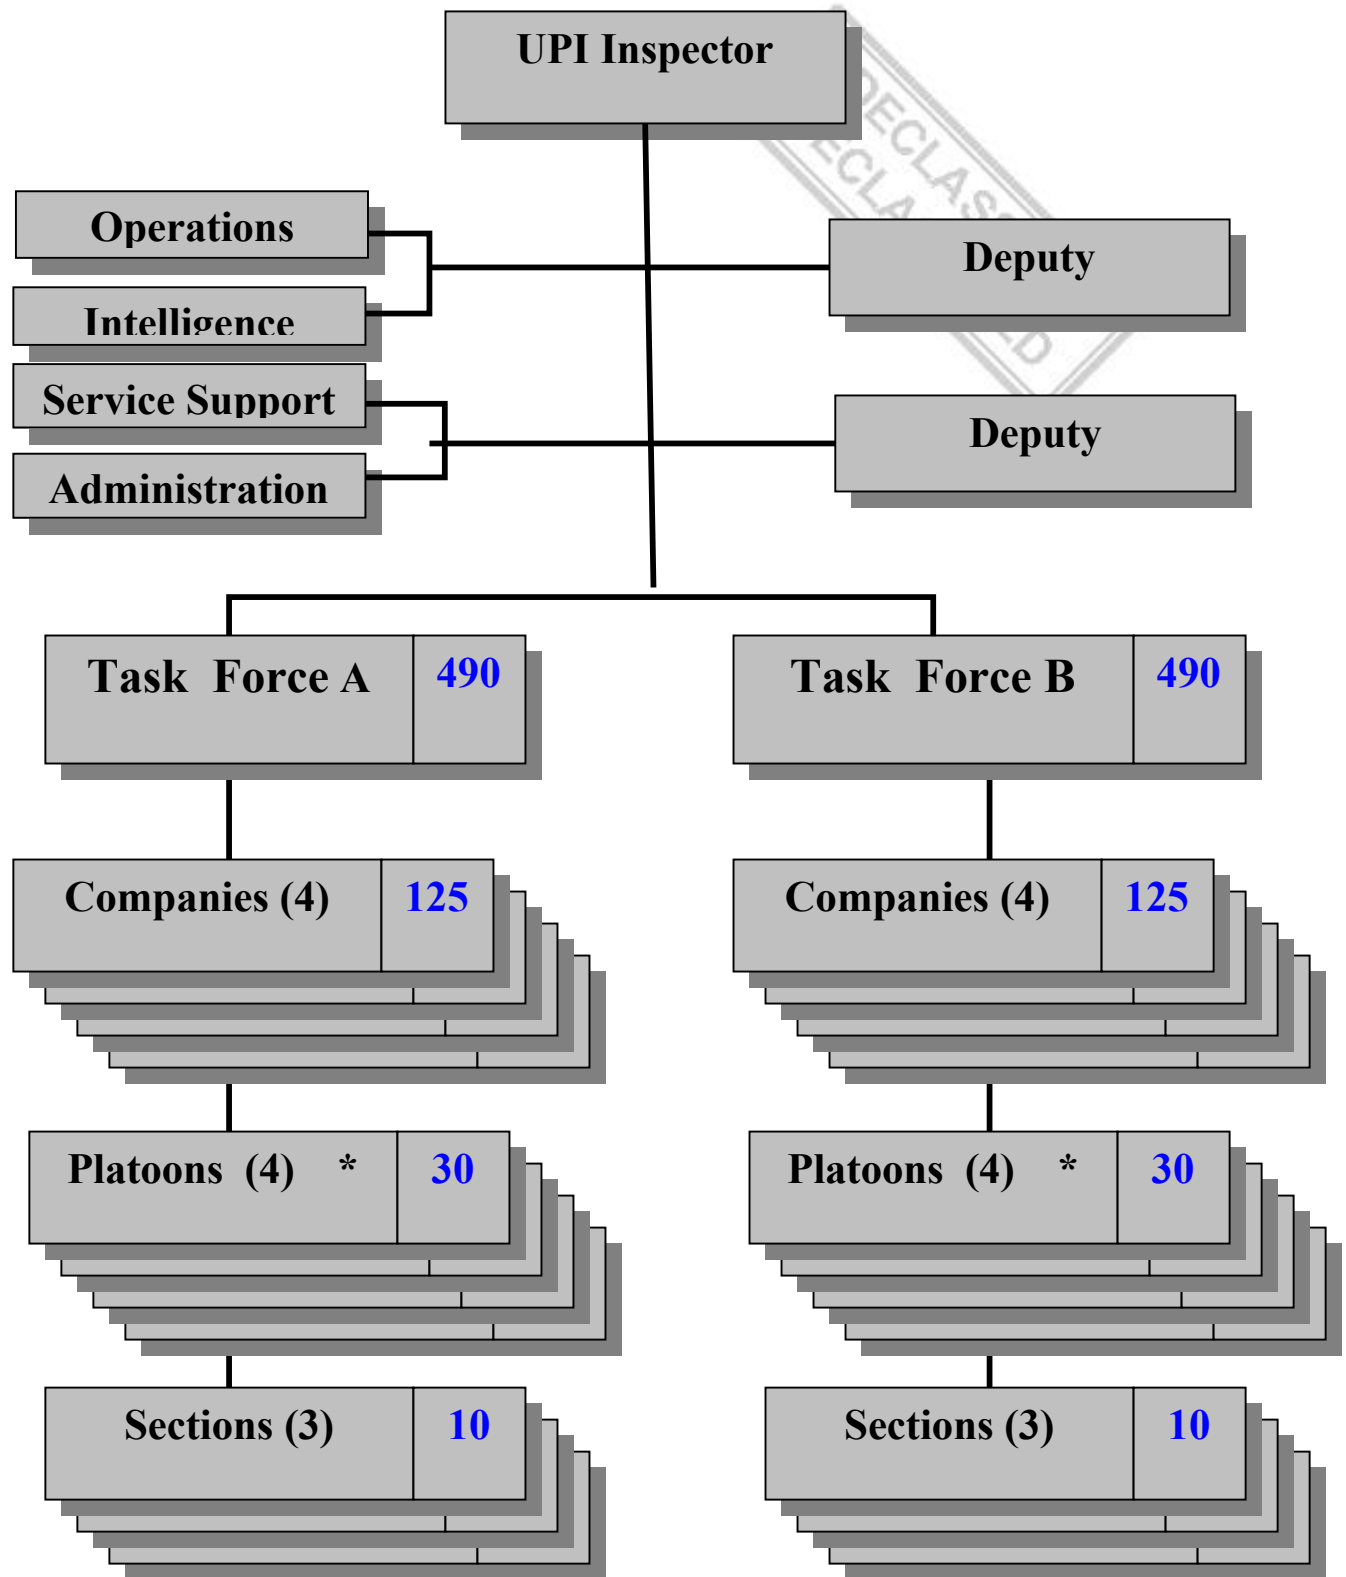 UPI Inspector
Operations
Deputy
Intelligence
Service Support
Deputy
Administration
Task Force A 490
Task Force B 490
Companies (4) 125
Companies (4) 125
Platoons (4) * 30
Platoons (4) * 30
Sections (3) 10
Sections (3) 10